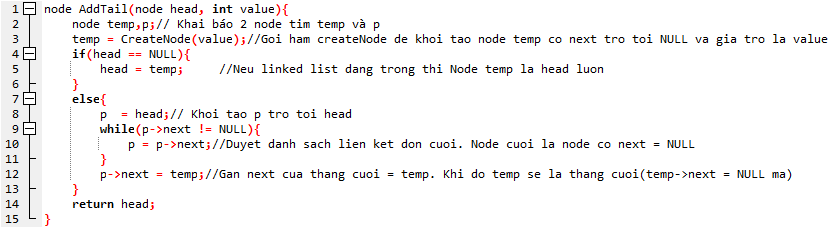 1 node AddTail(node head, int value){
2     node temp,p;// Khai báo 2 node tim temp và p
3     temp = CreateNode(value);//Goi ham createNode de khoi tao node temp co next tro toi NULL va gia tro la value
4     if(head == NULL){
5         head = temp;     //Neu linked list dang trong thi Node temp la head luon
6     }
7     else{
8         p  = head;// Khoi tao p tro toi head
9         while(p->next != NULL){
10             p = p->next;//Duyet danh sach lien ket don cuoi. Node cuoi la node co next = NULL
11         }
12         p->next = temp;//Gan next cua thang cuoi = temp. Khi do temp se la thang cuoi(temp->next = NULL ma)
13     }
14     return head;
15 }